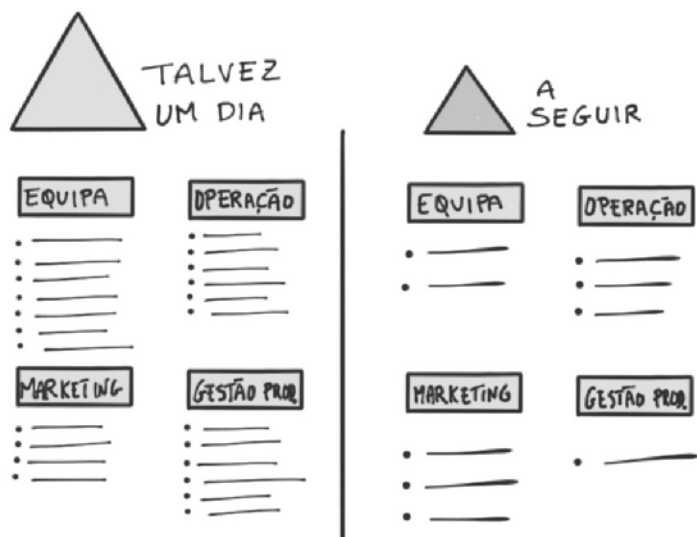 TALVEZ
UM DIA
EQUIPA
OPERAÇÃO
MARKETING
GESTÃO PROD.
A
SEGUIR
EQUIPA
OPERAÇÃO
MARKETING
GESTÃO PROD.